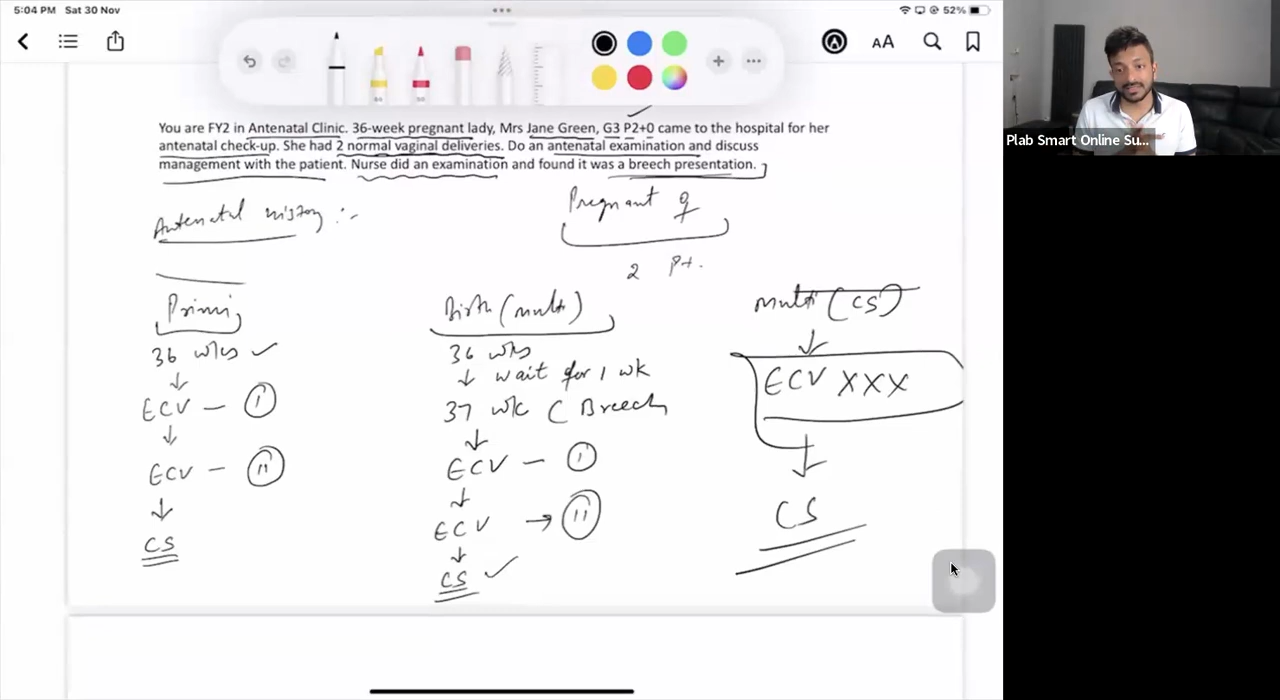 5:04 PM Sat 30 Nov
52%
AA
You are FY2 in Antenatal Clinic. 36-week pregnant lady, Mrs Jane Green, G3 P2+0 came to the hospital for her
antenatal check-up. She had 2 normal vaginal deliveries. Do an antenatal examination and discuss
management with the patient. Nurse did an examination and found it was a breech presentation.
Plab Smart Online Su...
Antenatal history :-
Pregnant ♀
2 Pt.
Primi
36 wks ✓
↓
ECV - I
↓
ECV - II
↓
CS
Birth (multi)
36 wks
↓ wait for 1 wk
37 wk C Breech
↓
ECV - I
↓
ECV → II
↓
CS ✓
multi (CS)
↓
ECV XXX
↓
CS